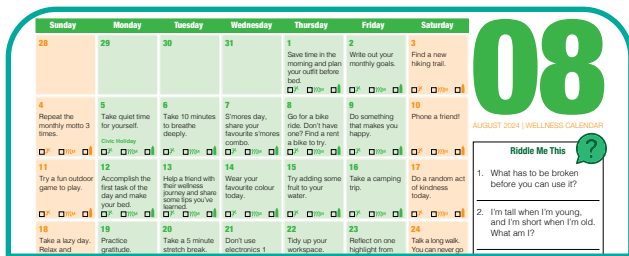 Sunday Monday Tuesday Wednesday Thursday Friday Saturday
28 29 30 31 1 2 3
Save time in the
morning and plan
your outfit before
bed.
Write out your
monthly goals.
Find a new
hiking trail.
4 5 6 7 8 9 10
Repeat the
monthly motto 3
times.
Take quiet time
for yourself.
Civic Holiday
Take 10 minutes
to breathe
deeply.
S'mores day,
share your
favourite s'mores
combo.
Go for a bike
ride. Don't have
one? Find a rent
a bike to try.
Do something
that makes you
happy.
Phone a friend!
11 12 13 14 15 16 17
Try a fun outdoor
game to play.
Accomplish the
first task of the
day and make
your bed.
Help a friend with
their wellness
journey and share
some tips you've
learned.
Wear your
favourite colour
today.
Try adding some
fruit to your
water.
Take a camping
trip.
Do a random act
of kindness
today.
18 19 20 21 22 23 24
Take a lazy day.
Relax and
Practice
gratitude.
Take a 5 minute
stretch break.
Don't use
electronics 1
Tidy up your
workspace.
Reflect on one
highlight from
Talk a long walk.
You can never go
08
AUGUST 2024 | WELLNESS CALENDAR
Riddle Me This
?
1. What has to be broken
before you can use it?
2. I'm tall when I'm young,
and I'm short when I'm old.
What am I?